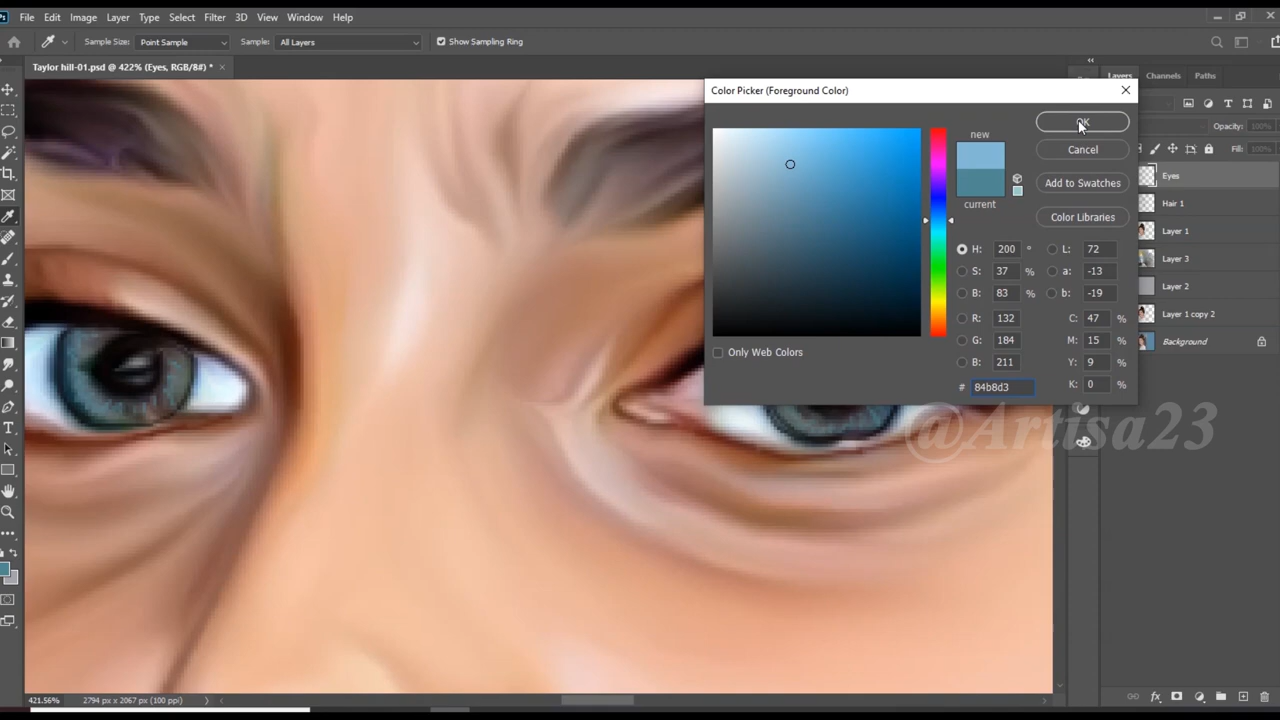 Ps File Edit Image Layer Type Select Filter 3D View Window Help
Sample Size: Point Sample Sample: All Layers Show Sampling Ring
Taylor hill-01.psd @ 422% (Eyes, RGB/8#) * ×
Layers Channels Paths
Color Picker (Foreground Color)
OK
new
Cancel
Add to Swatches
current
Color Libraries
H: 200 ° L: 72
S: 37 % a: -13
B: 83 % b: -19
R: 132 C: 47 %
G: 184 M: 15 %
B: 211 Y: 9 %
# 84b8d3 K: 0 %
Only Web Colors
Opacity: 100%
Fill: 100%
Eyes
Hair 1
Layer 1
Layer 3
Layer 2
Layer 1 copy 2
Background
@Artisa23
T
421.56% 2794 px x 2067 px (100 ppi)
fx